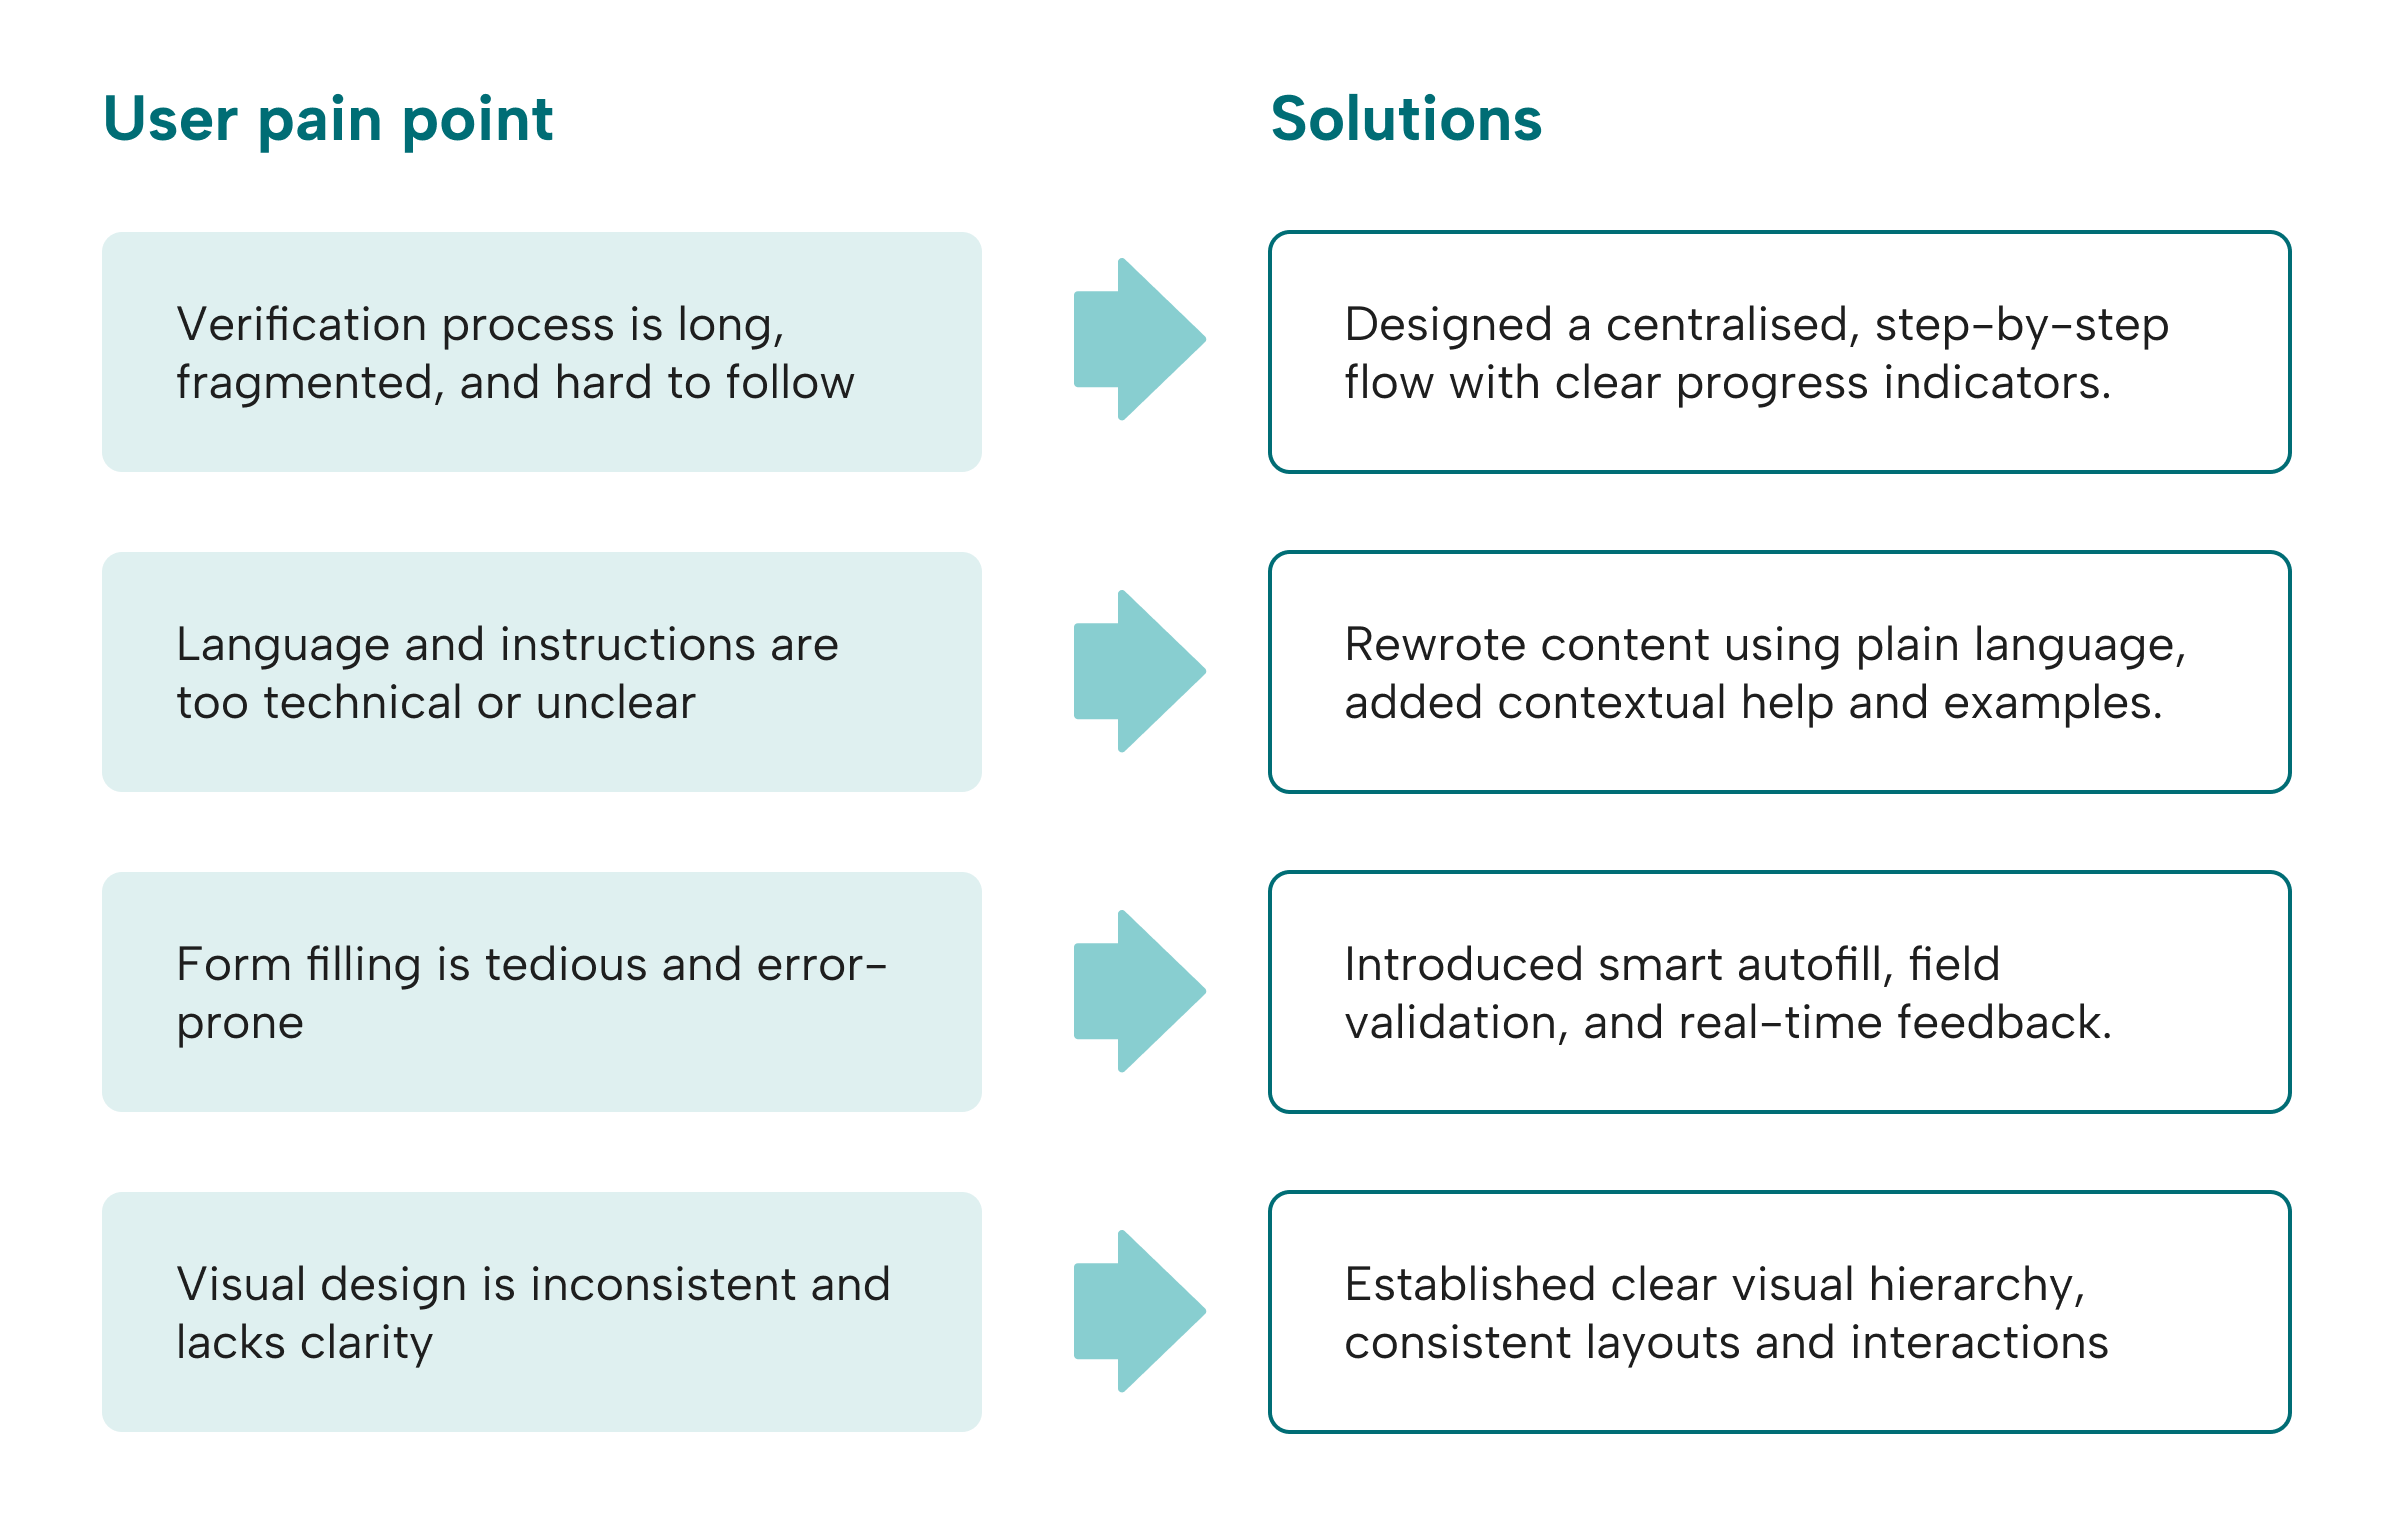 User pain point
Solutions
Verification process is long,
fragmented, and hard to follow
Designed a centralised, step-by-step
flow with clear progress indicators.
Language and instructions are
too technical or unclear
Rewrote content using plain language,
added contextual help and examples.
Form filling is tedious and error-
prone
Introduced smart autofill, field
validation, and real-time feedback.
Visual design is inconsistent and
lacks clarity
Established clear visual hierarchy,
consistent layouts and interactions